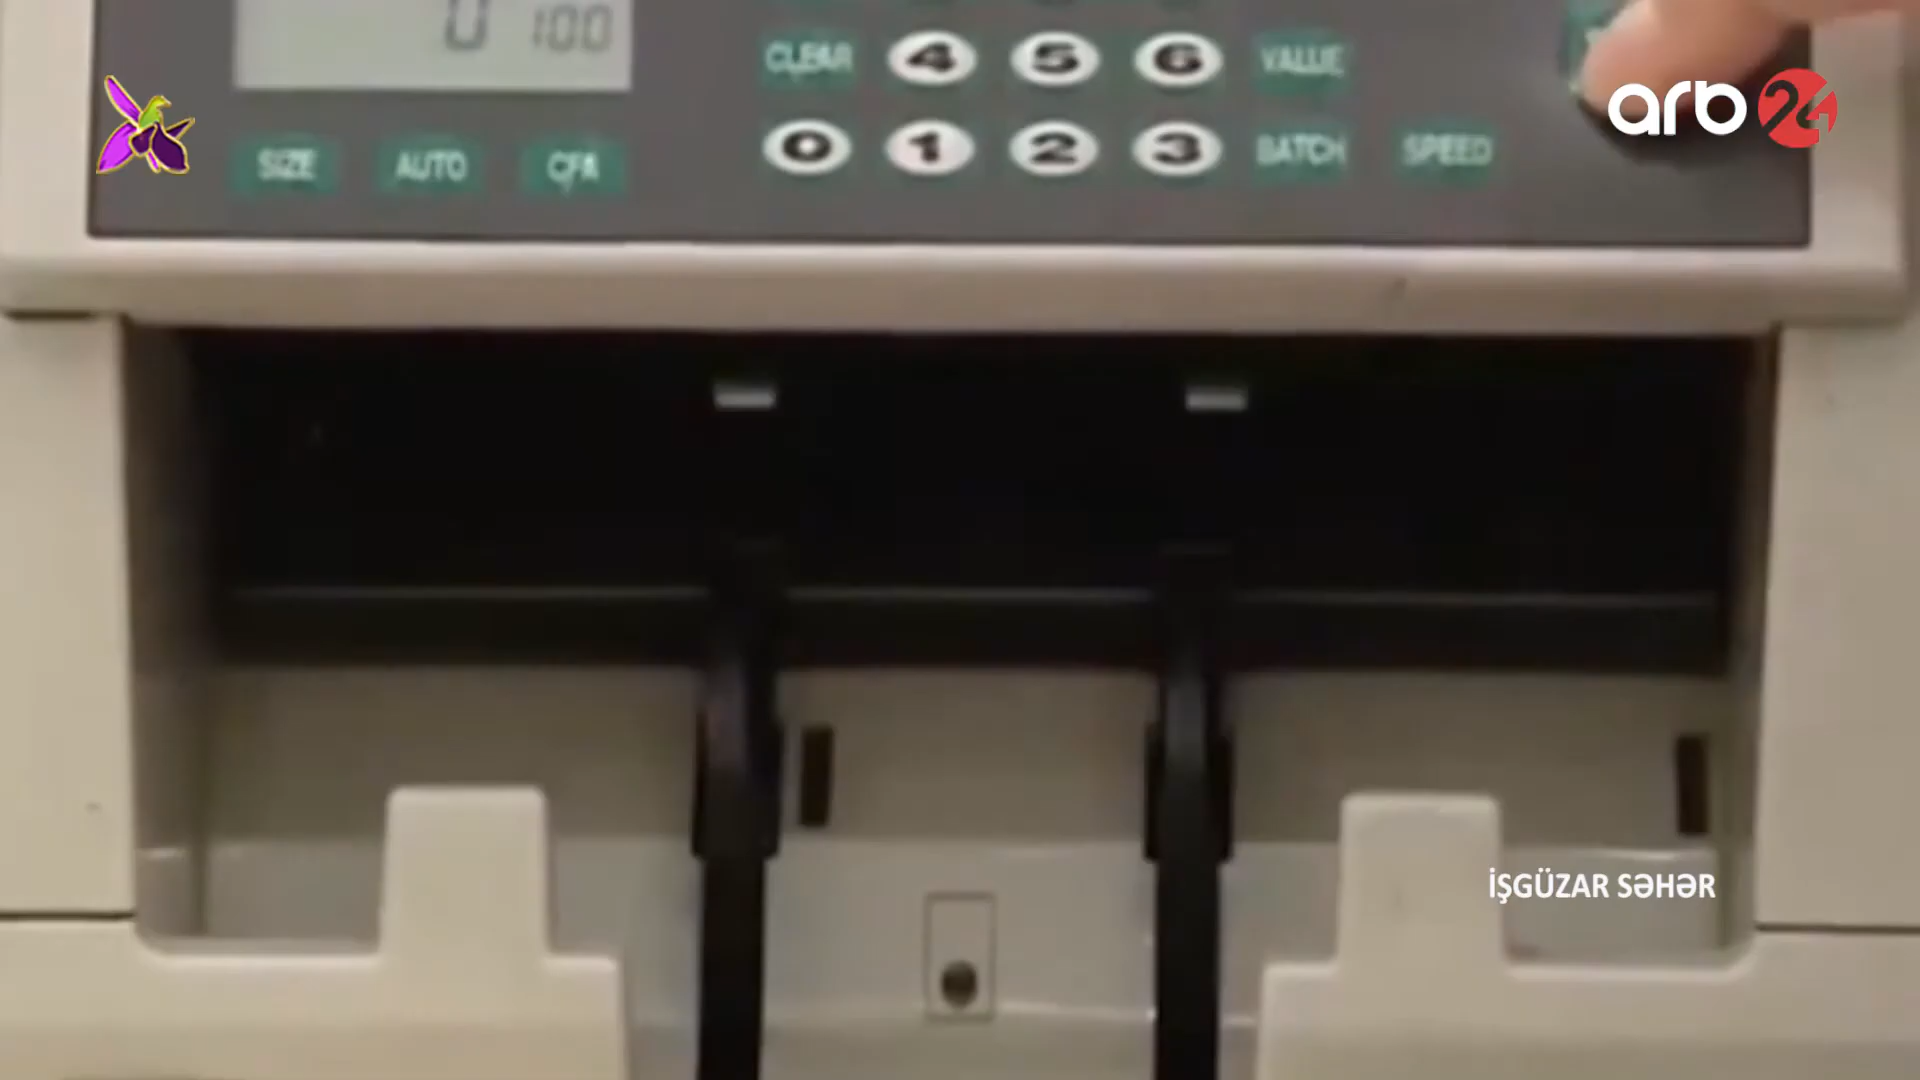 0 100
CLEAR 4 5 6 VALUE
arb 24
SIZE AUTO CFA 0 1 2 3 BATCH SPEED
İŞGÜZAR SƏHƏR